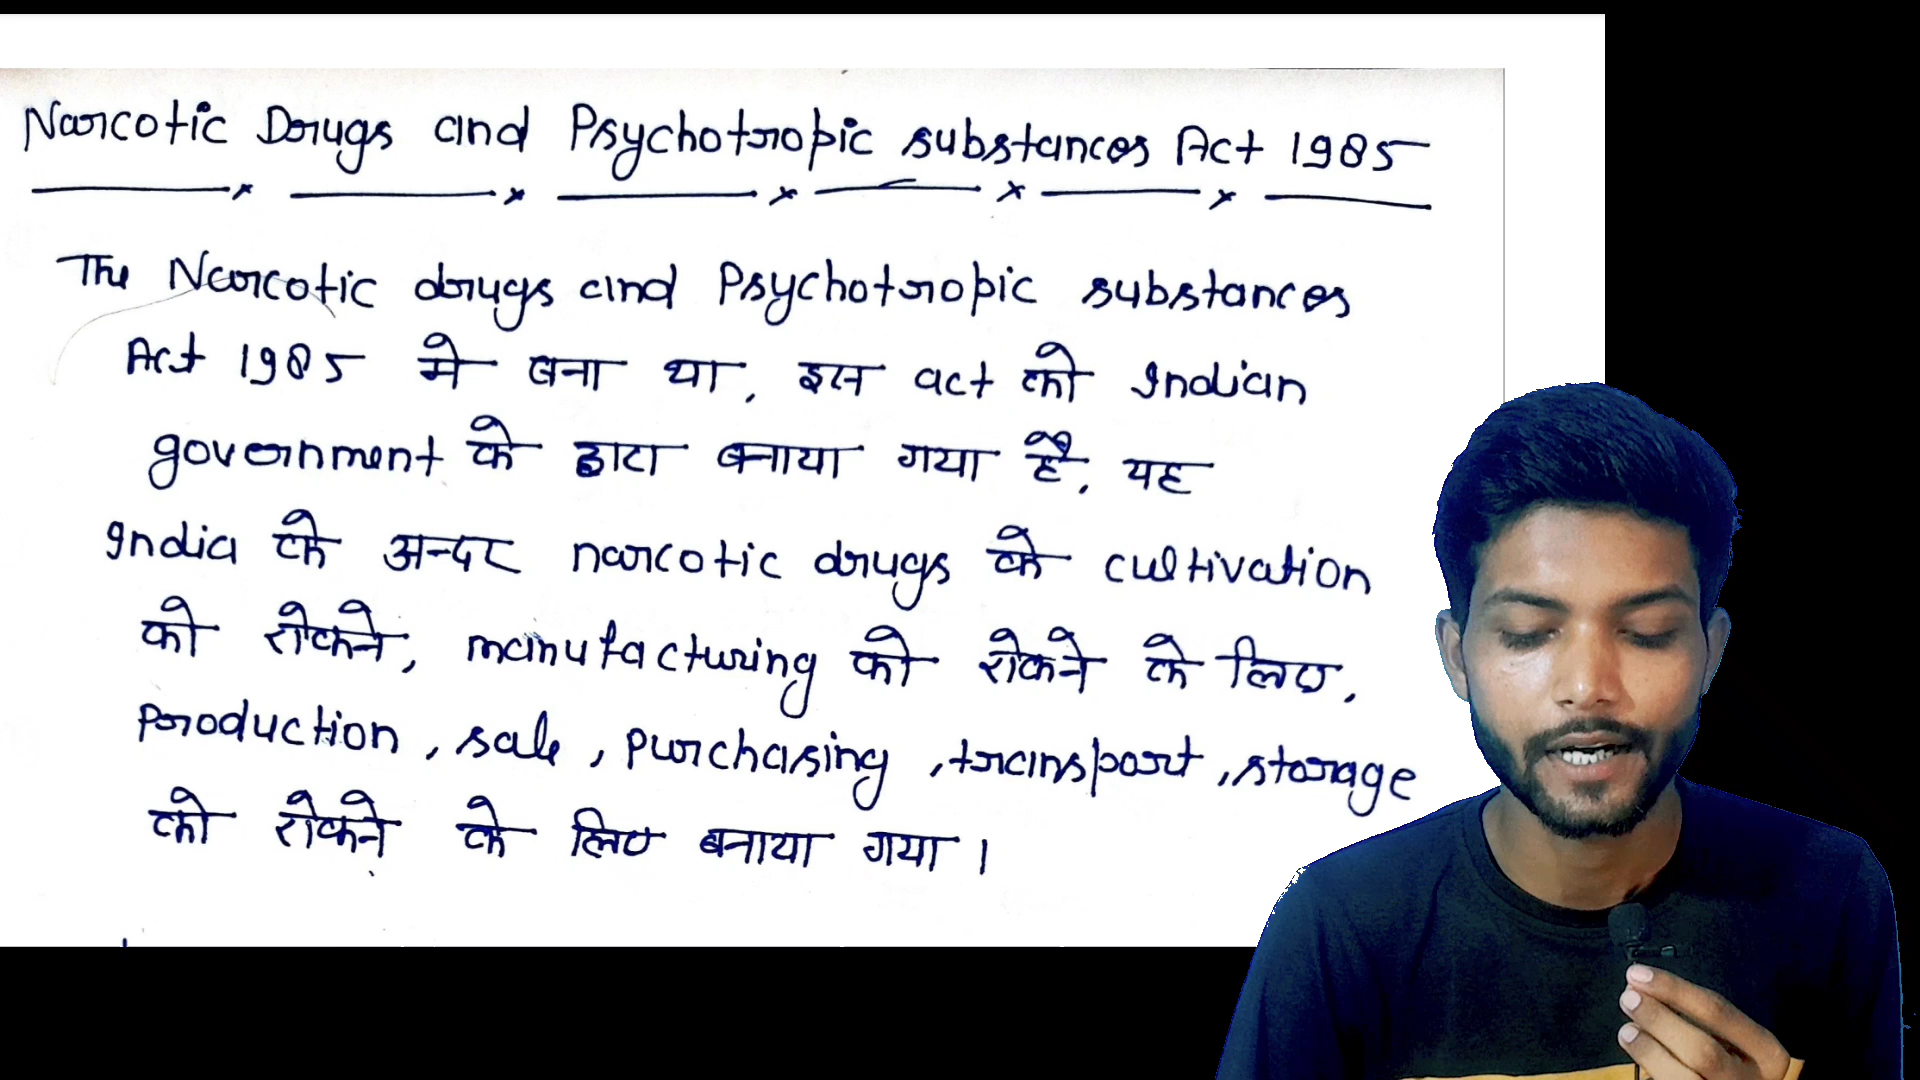 Narcotic Drugs and Psychotropic substances Act 1985
The Narcotic drugs and Psychotropic substances
Act 1985 मे बना था, इस act को Indian
government के द्वारा बनाया गया है, यह
India के अन्दर narcotic drugs के cultivation
को रोकने, manufacturing को रोकने के लिए,
Production, sale, Purchasing, transport, storage
को रोकने के लिए बनाया गया।